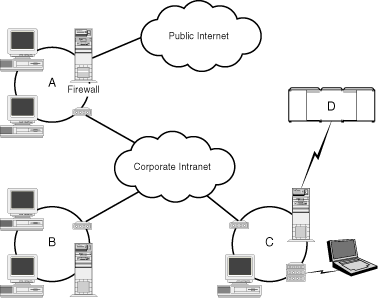 Public Internet
A
Firewall
D
Corporate Intranet
B
C